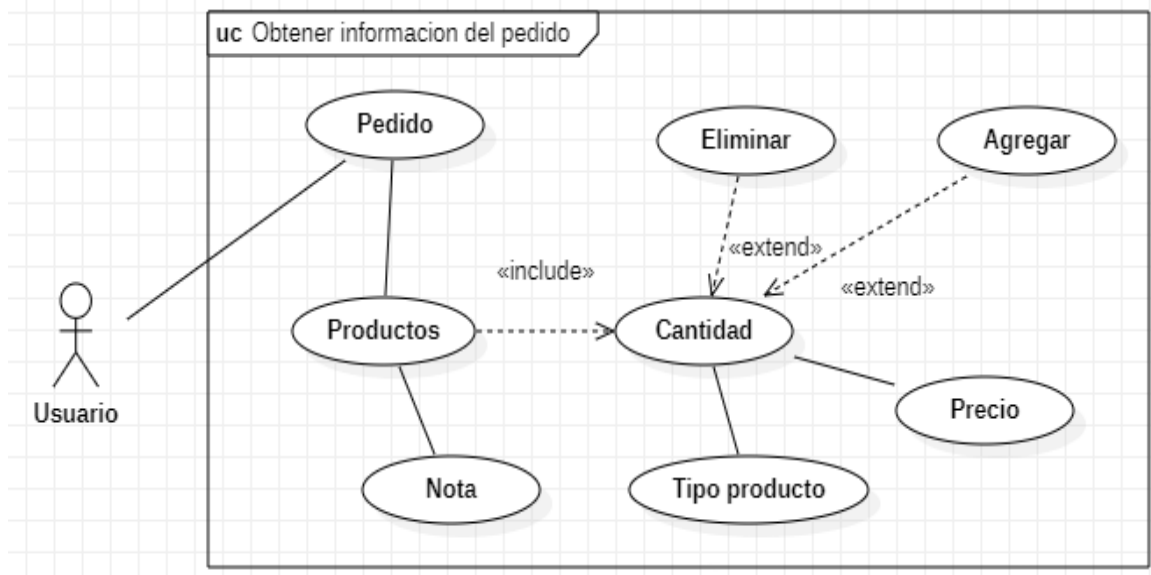 uc Obtener informacion del pedido
Pedido
Eliminar
Agregar
«extend»
«include»
«extend»
Productos
Cantidad
Usuario
Precio
Nota
Tipo producto